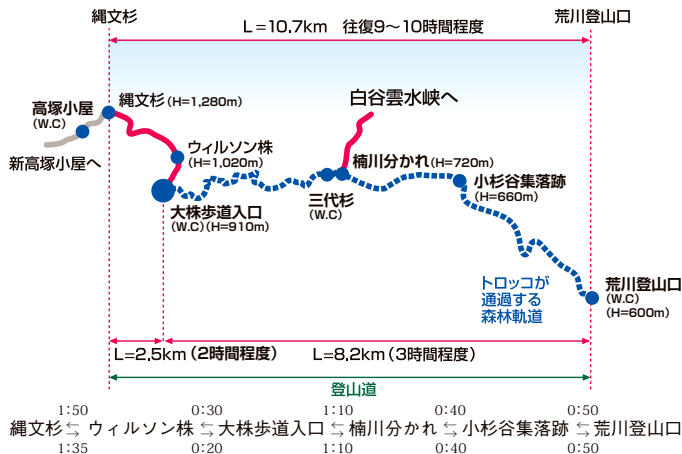 縄文杉
荒川登山口
L=10.7km 往復9〜10時間程度
高塚小屋
(W.C)
縄文杉(H=1,280m)
白谷雲水峡へ
新高塚小屋へ
ウィルソン株
(H=1,020m)
楠川分かれ(H=720m)
小杉谷集落跡
(H=660m)
三代杉
(W.C)
大株歩道入口
(W.C)(H=910m)
トロッコが
通過する
森林軌道
荒川登山口
(W.C)
(H=600m)
L=2.5km(2時間程度)
L=8.2km(3時間程度)
登山道
1:50 0:30 1:10 0:40 0:50
縄文杉⇆ウィルソン株⇆大株歩道入口⇆楠川分かれ⇆小杉谷集落跡⇆荒川登山口
1:35 0:20 1:10 0:40 0:50